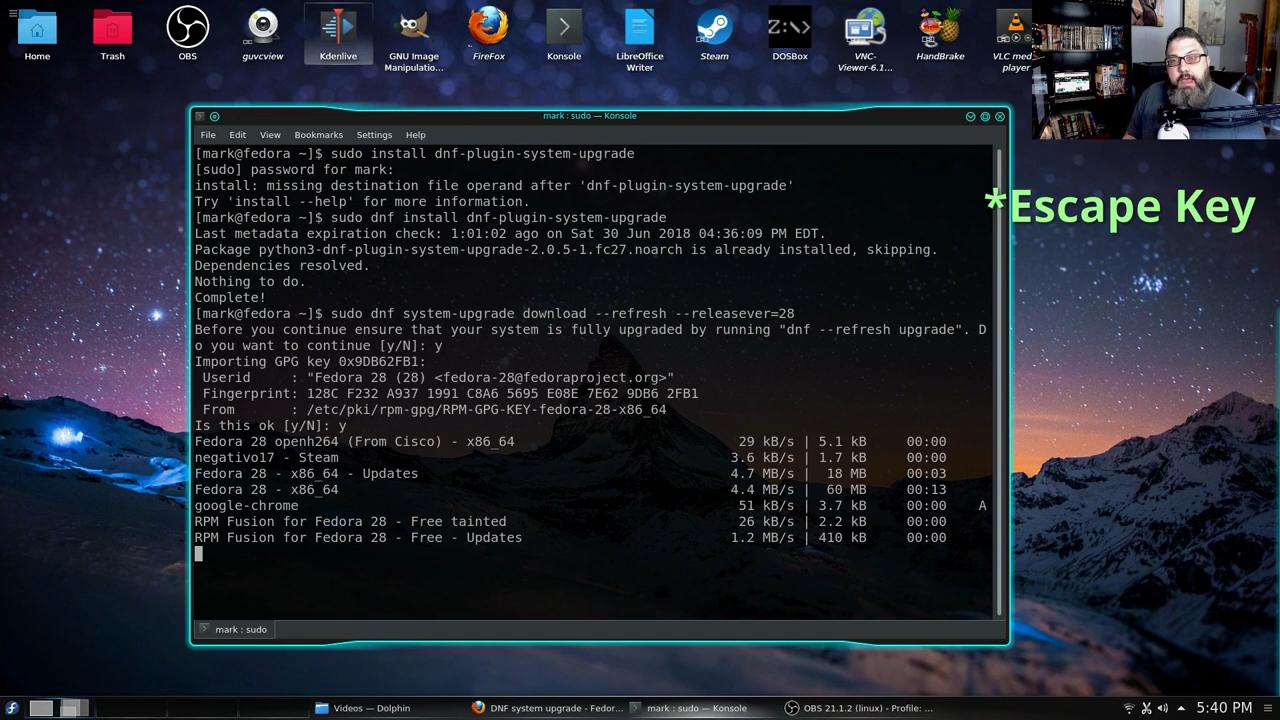 Home
Trash
OBS
guvcview
Kdenlive
GNU Image
Manipulatio...
FireFox
Konsole
LibreOffice
Writer
Steam
Z:\>
DOSBox
VNC-
Viewer-6.1...
HandBrake
VLC med
player
mark : sudo — Konsole
File Edit View Bookmarks Settings Help
[mark@fedora ~]$ sudo install dnf-plugin-system-upgrade
[sudo] password for mark:
install: missing destination file operand after 'dnf-plugin-system-upgrade'
Try 'install --help' for more information.
[mark@fedora ~]$ sudo dnf install dnf-plugin-system-upgrade
Last metadata expiration check: 1:01:02 ago on Sat 30 Jun 2018 04:36:09 PM EDT.
Package python3-dnf-plugin-system-upgrade-2.0.5-1.fc27.noarch is already installed, skipping.
Dependencies resolved.
Nothing to do.
Complete!
[mark@fedora ~]$ sudo dnf system-upgrade download --refresh --releasever=28
Before you continue ensure that your system is fully upgraded by running "dnf --refresh upgrade". D
o you want to continue [y/N]: y
Importing GPG key 0x9DB62FB1:
Userid     : "Fedora 28 (28) <fedora-28@fedoraproject.org>"
Fingerprint: 128C F232 A937 1991 C8A6 5695 E08E 7E62 9DB6 2FB1
From       : /etc/pki/rpm-gpg/RPM-GPG-KEY-fedora-28-x86_64
Is this ok [y/N]: y
Fedora 28 openh264 (From Cisco) - x86_64 29 kB/s | 5.1 kB 00:00
negativo17 - Steam 3.6 kB/s | 1.7 kB 00:00
Fedora 28 - x86_64 - Updates 4.7 MB/s | 18 MB 00:03
Fedora 28 - x86_64 4.4 MB/s | 60 MB 00:13
google-chrome 51 kB/s | 3.7 kB 00:00 A
RPM Fusion for Fedora 28 - Free tainted 26 kB/s | 2.2 kB 00:00
RPM Fusion for Fedora 28 - Free - Updates 1.2 MB/s | 410 kB 00:00
*Escape Key
mark : sudo
Videos — Dolphin
DNF system upgrade - Fedor...
mark : sudo — Konsole
OBS 21.1.2 (linux) - Profile: ...
5:40 PM